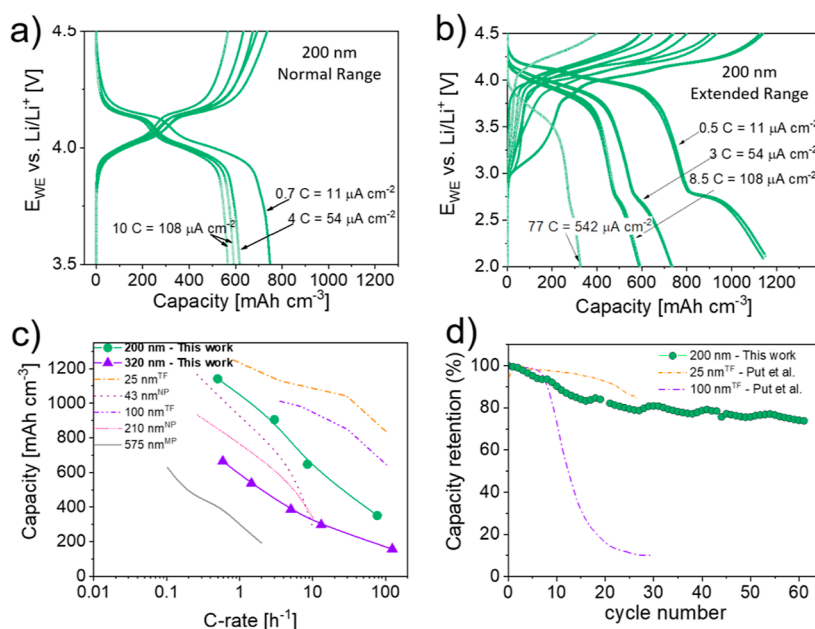 a)
4.5
4.0
3.5
E_WE vs. Li/Li⁺ [V]
200 nm
Normal Range
0.7 C = 11 µA cm⁻²
10 C = 108 µA cm⁻²
4 C = 54 µA cm⁻²
0 200 400 600 800 1000 1200
Capacity [mAh cm⁻³]
b)
4.5
4.0
3.5
3.0
2.5
2.0
E_WE vs. Li/Li⁺ [V]
200 nm
Extended Range
0.5 C = 11 µA cm⁻²
3 C = 54 µA cm⁻²
8.5 C = 108 µA cm⁻²
77 C = 542 µA cm⁻²
0 200 400 600 800 1000 1200 1400
Capacity [mAh cm⁻³]
c)
200 nm - This work
320 nm - This work
25 nm^TF
43 nm^NP
100 nm^TF
210 nm^NP
575 nm^MP
1200
1000
800
600
400
200
0
Capacity [mAh cm⁻³]
0.01 0.1 1 10 100
C-rate [h⁻¹]
d)
200 nm - This work
25 nm^TF - Put et al.
100 nm^TF - Put et al.
120
100
80
60
40
20
0
Capacity retention (%)
0 10 20 30 40 50 60
cycle number